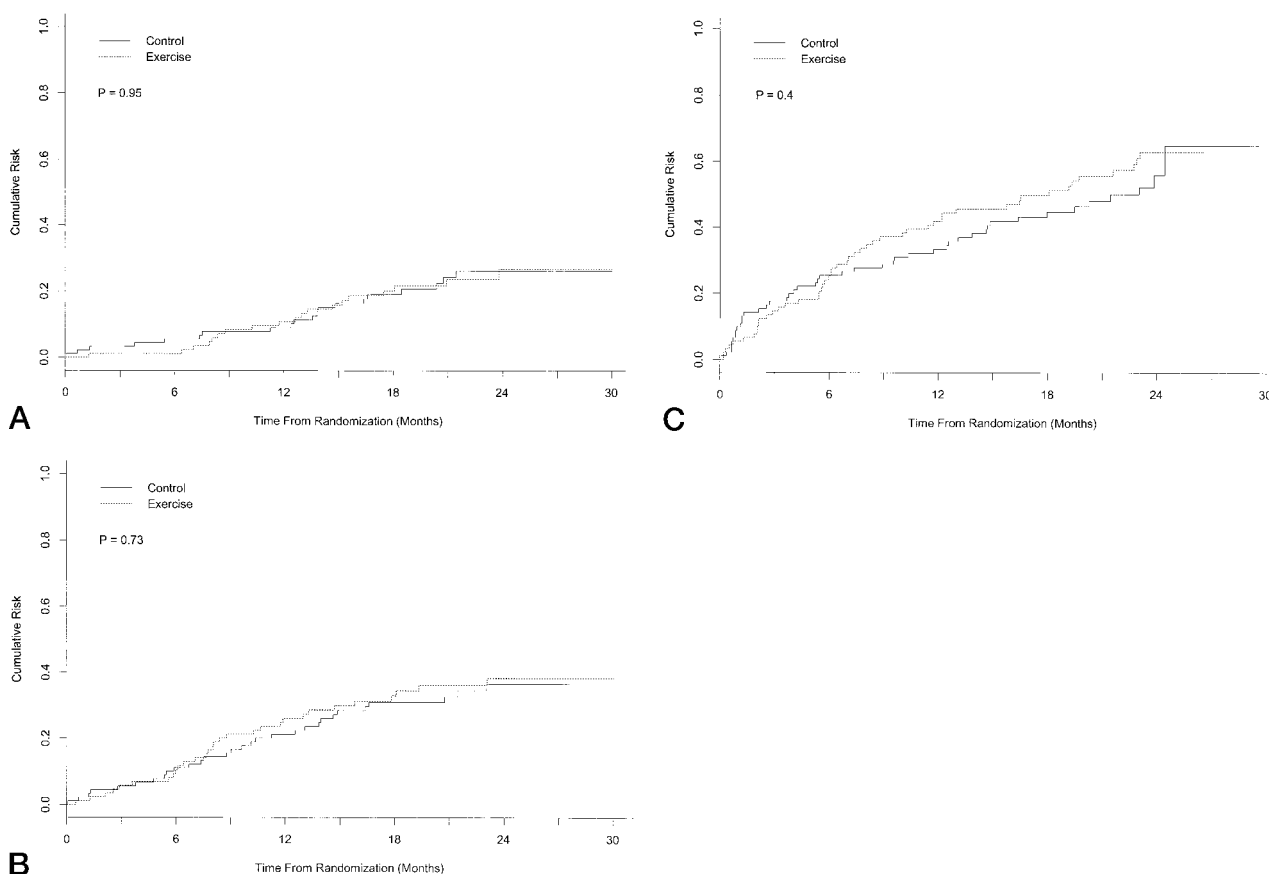 1.0
0.8
0.6
0.4
0.2
0.0
Cumulative Risk
Control
Exercise
P = 0.95
0 6 12 18 24 30
Time From Randomization (Months)
A
1.0
0.8
0.6
0.4
0.2
0.0
Cumulative Risk
Control
Exercise
P = 0.73
0 6 12 18 24 30
Time From Randomization (Months)
B
1.0
0.8
0.6
0.4
0.2
0.0
Cumulative Risk
Control
Exercise
P = 0.4
0 6 12 18 24 30
Time From Randomization (Months)
C